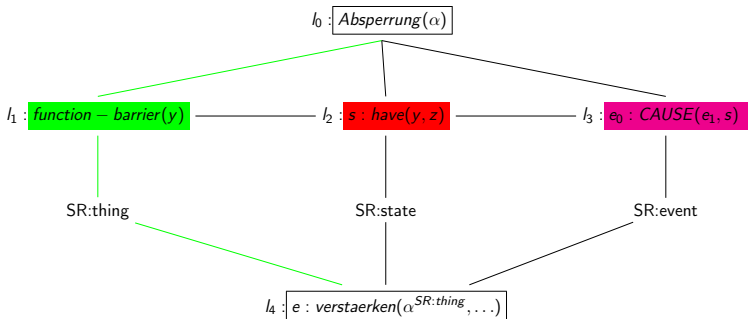 l₀ : Absperrung(α)
l₁ : function − barrier(y) l₂ : s : have(y, z) l₃ : e₀ : CAUSE(e₁, s)
SR:thing SR:state SR:event
l₄ : e : verstaerken(α^SR:thing, . . .)